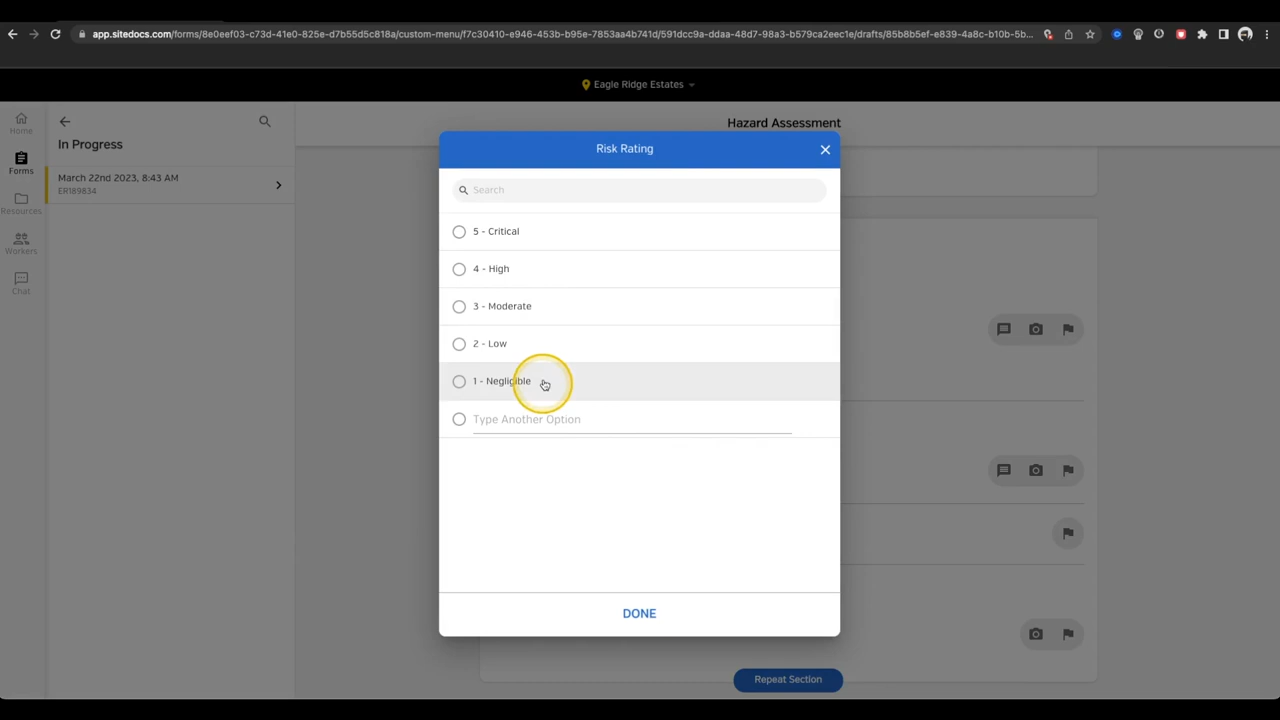 app.sitedocs.com/forms/8e0eef03-c73d-41e0-825e-d7b55d5c818a/custom-menu/f7c30410-e946-453b-b95e-7853aa4b741d/591dcc9a-ddaa-48d7-98a3-b579ca2eec1e/drafts/85b8b5ef-e839-4a8c-b10b-5b...
Eagle Ridge Estates
Home
Forms
Resources
Workers
Chat
In Progress
March 22nd 2023, 8:43 AM
ER189834
Hazard Assessment
Risk Rating
Search
5 - Critical
4 - High
3 - Moderate
2 - Low
1 - Negligible
Type Another Option
DONE
Repeat Section